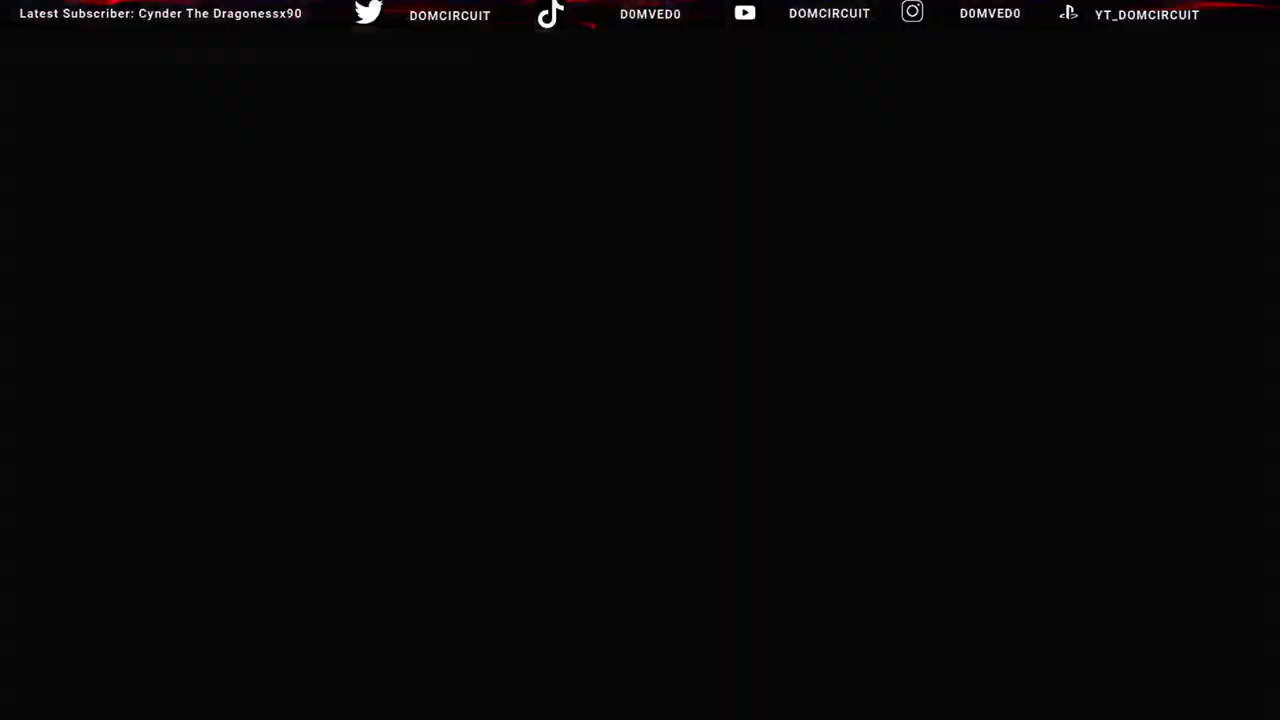 Latest Subscriber: Cynder The Dragonessx90 DOMCIRCUIT D0MVED0 DOMCIRCUIT D0MVED0 YT_DOMCIRCUIT